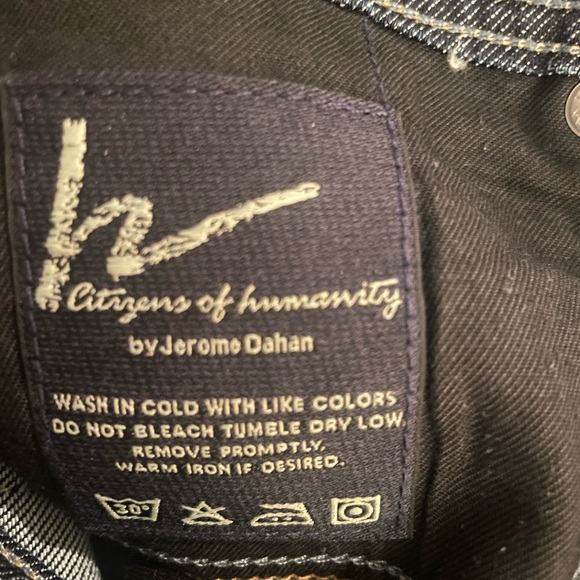 h
Citizens of humanity
by Jerome Dahan
WASH IN COLD WITH LIKE COLORS
DO NOT BLEACH TUMBLE DRY LOW.
REMOVE PROMPTLY,
WARM IRON IF DESIRED.
30°